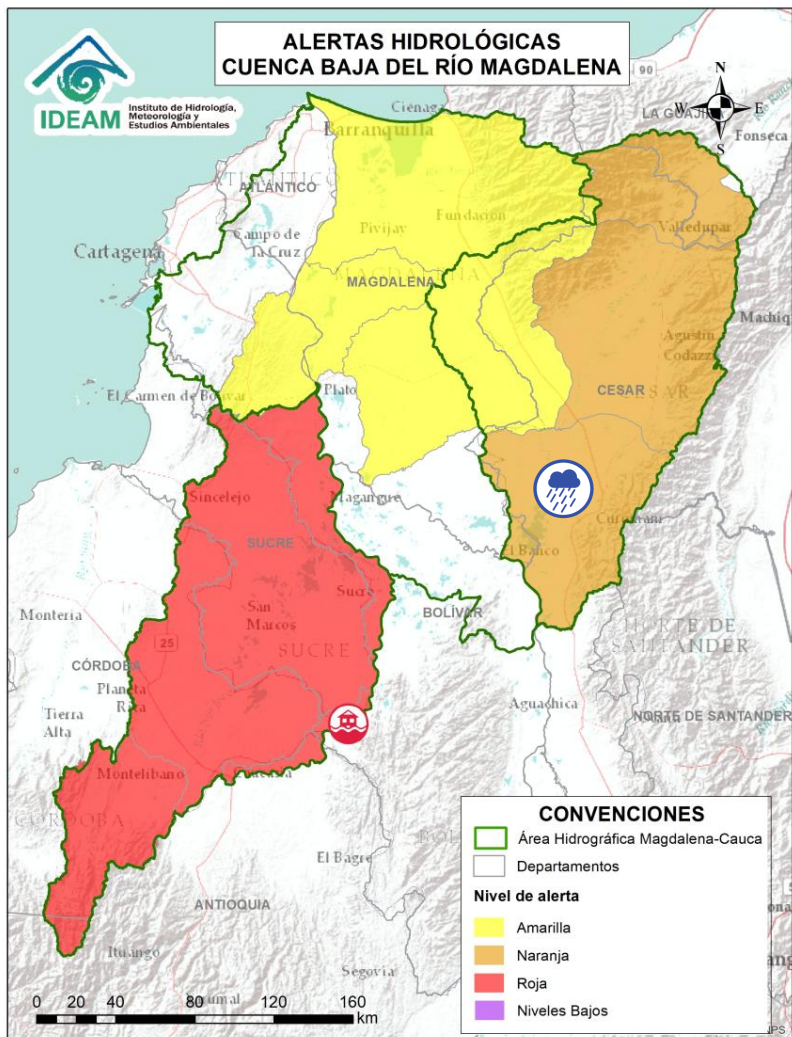 ALERTAS HIDROLÓGICAS
CUENCA BAJA DEL RÍO MAGDALENA
IDEAM
Instituto de Hidrología,
Meteorología y
Estudios Ambientales
90
N
W
E
S
Ciénaga
LA GUAJIRA
Barranquilla
Fonseca
ATLÁNTICO
Fundación
Pivijay
Valledupar
Campo de
la Cruz
Cartagena
MAGDALENA
MAGDALENA
Agustín
Codazzi
El Carmen de Bolívar
Plato
CESAR
CESAR
Sincelejo
Magangué
SUCRE
El Banco
Sucre
San
Marcos
BOLÍVAR
Montería
SUCRE
NORTE DE
SANTANDER
25
CÓRDOBA
Planeta
Rica
Tierra
Alta
Aguachica
NORTE DE SANTANDER
Montelíbano
CÓRDOBA
El Bagre
ANTIOQUIA
Ituango
Segovia
CONVENCIONES
Área Hidrográfica Magdalena-Cauca
Departamentos
Nivel de alerta
Amarilla
Naranja
Roja
Niveles Bajos
0 20 40 80 120 160
km